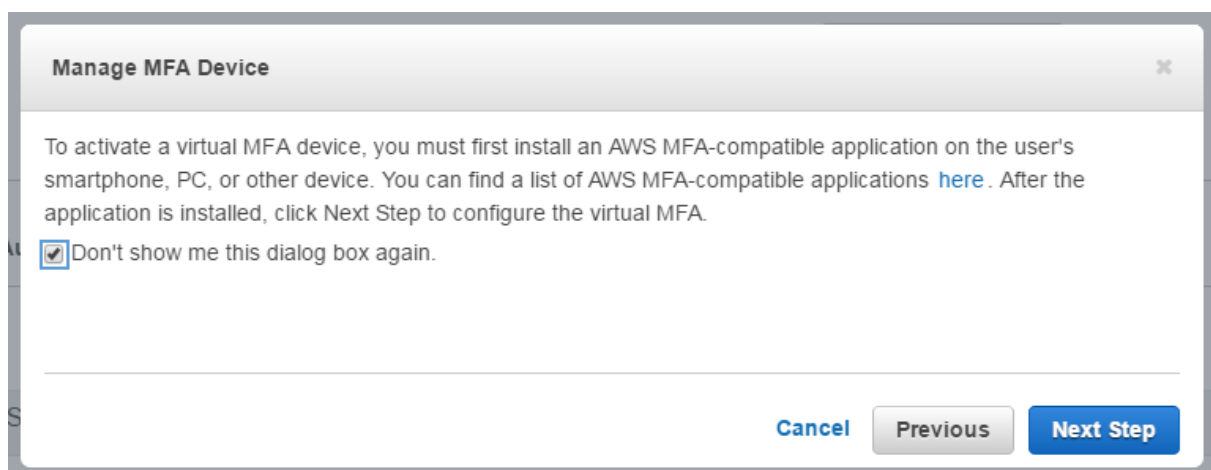 Manage MFA Device
To activate a virtual MFA device, you must first install an AWS MFA-compatible application on the user's
smartphone, PC, or other device. You can find a list of AWS MFA-compatible applications here. After the
application is installed, click Next Step to configure the virtual MFA.
Don't show me this dialog box again.
Cancel Previous Next Step